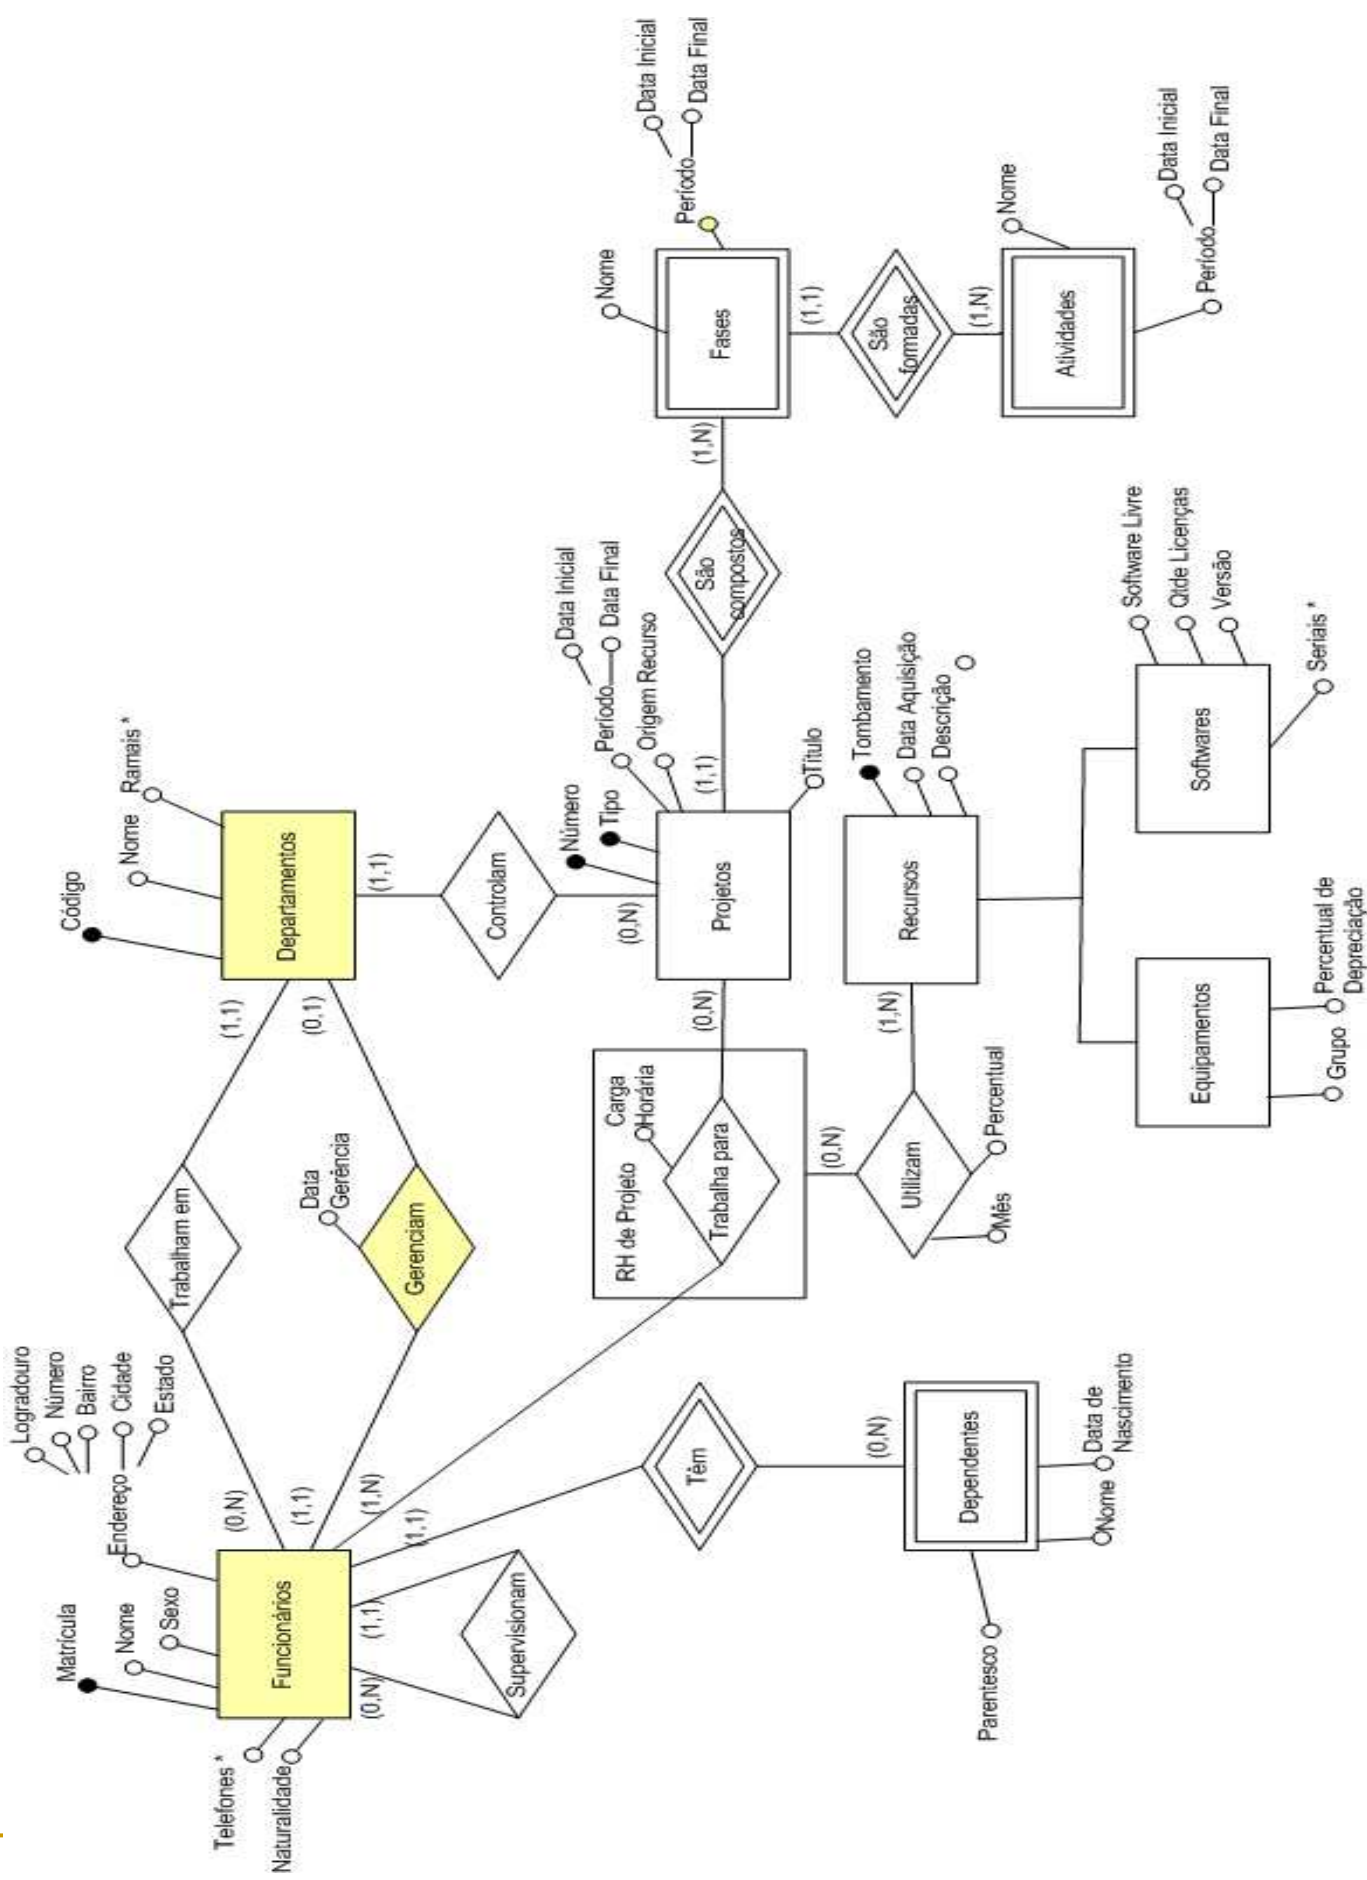 Logradouro
Número
Bairro
Cidade
Estado
Endereço
Matrícula
Nome
Sexo
Telefones *
Naturalidade
Funcionários
(0,N)
(1,1)
(1,N)
(1,1)
(1,1)
(0,N)
Trabalham em
Data
Gerência
Gerenciam
(1,1)
(0,1)
Código
Nome
Ramais *
Departamentos
(1,1)
Controlam
(0,N)
Número
Tipo
Período
Data Inicial
Data Final
Origem Recurso
Título
Projetos
(1,1)
São
compostos
(1,N)
Nome
Período
Data Inicial
Data Final
Fases
(1,1)
São
formadas
(1,N)
Nome
Atividades
Período
Data Inicial
Data Final
Supervisionam
Têm
(0,N)
Dependentes
Parentesco
Nome
Data de
Nascimento
RH de Projeto
Carga
Horária
Trabalha para
(0,N)
(0,N)
Utilizam
Mês
Percentual
(1,N)
Recursos
Tombamento
Data Aquisição
Descrição
Equipamentos
Grupo
Percentual de
Depreciação
Softwares
Software Livre
Qtde Licenças
Versão
Seriais *